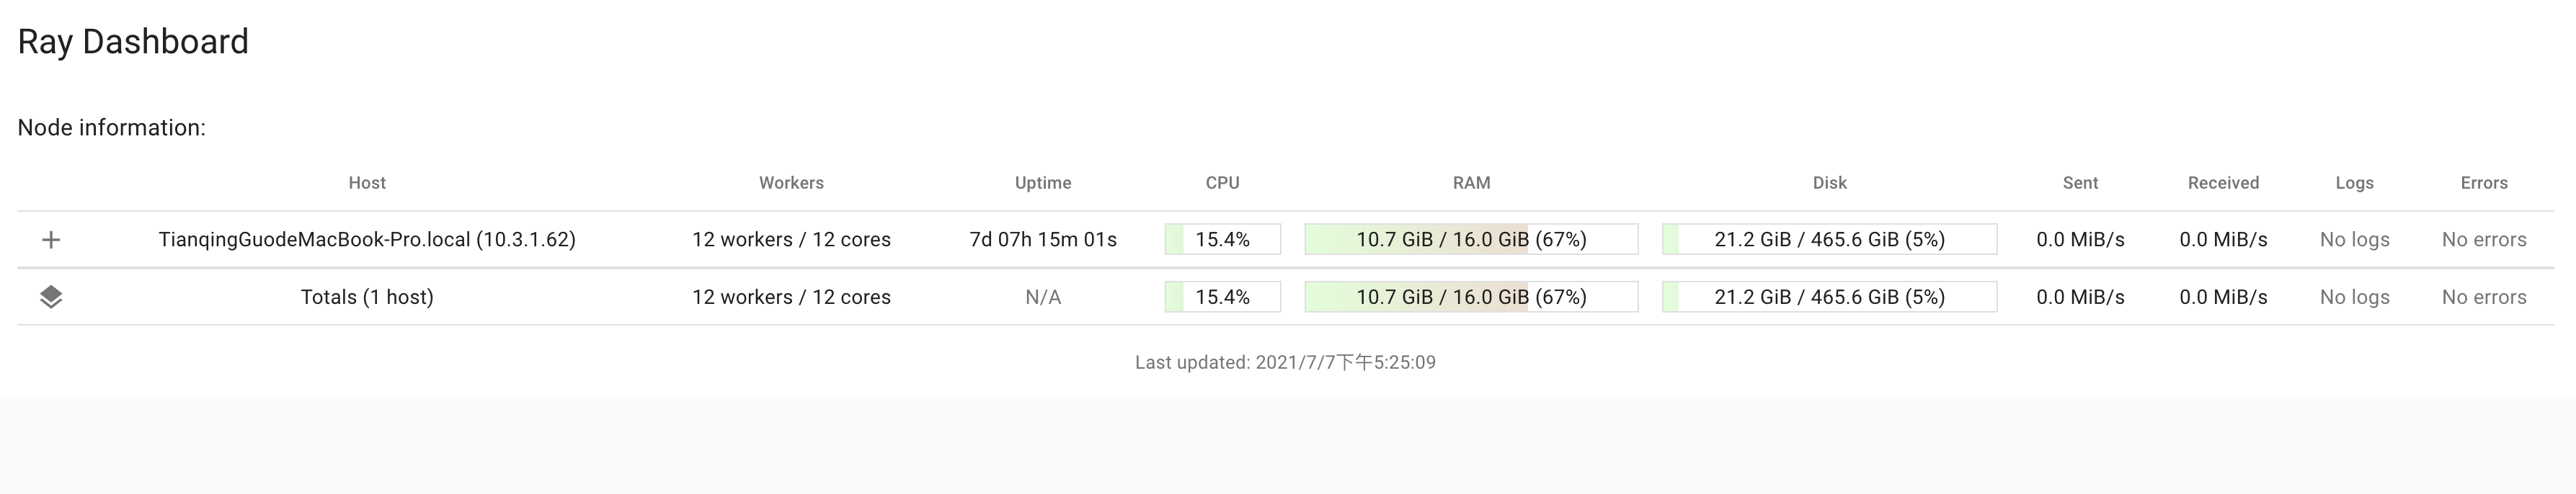 Ray Dashboard
Node information:
Host Workers Uptime CPU RAM Disk Sent Received Logs Errors
TianqingGuodeMacBook-Pro.local (10.3.1.62) 12 workers / 12 cores 7d 07h 15m 01s 15.4% 10.7 GiB / 16.0 GiB (67%) 21.2 GiB / 465.6 GiB (5%) 0.0 MiB/s 0.0 MiB/s No logs No errors
Totals (1 host) 12 workers / 12 cores N/A 15.4% 10.7 GiB / 16.0 GiB (67%) 21.2 GiB / 465.6 GiB (5%) 0.0 MiB/s 0.0 MiB/s No logs No errors
Last updated: 2021/7/7下午5:25:09